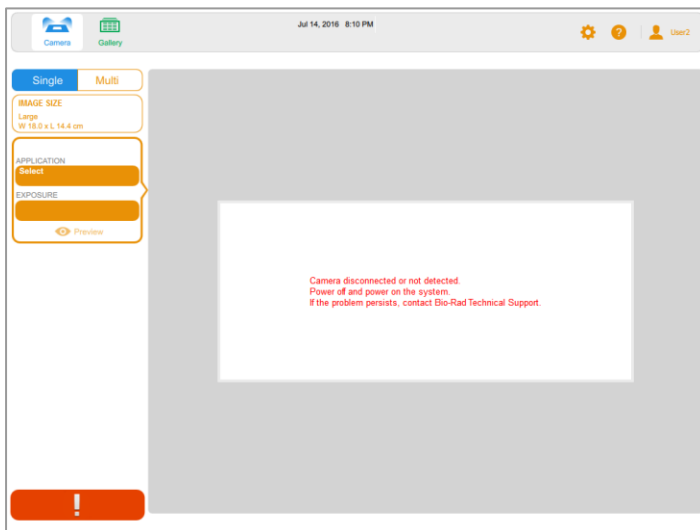 Jul 14, 2016 8:10 PM
Camera
Gallery
?
User2
Single
Multi
IMAGE SIZE
Large
W 18.0 x L 14.4 cm
APPLICATION
Select
EXPOSURE
Preview
Camera disconnected or not detected.
Power off and power on the system.
If the problem persists, contact Bio-Rad Technical Support.
!